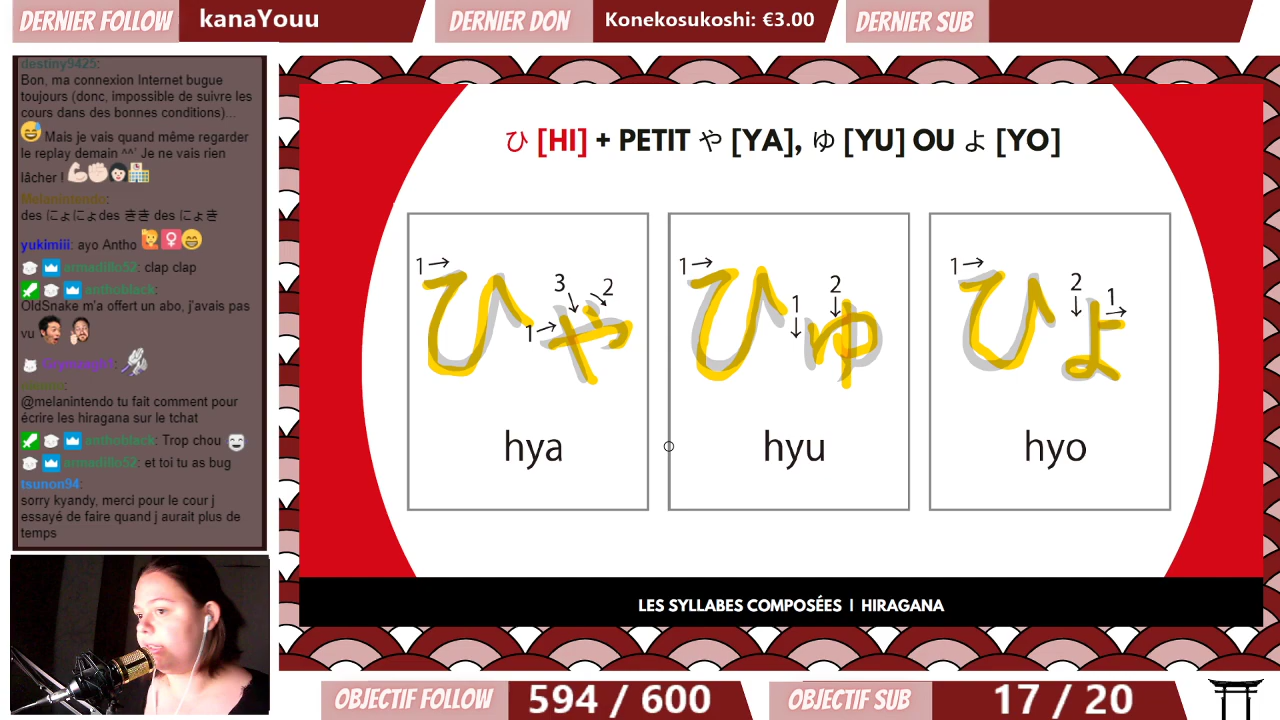 DERNIER FOLLOW
kanaYouu
DERNIER DON
Konekosukoshi: €3.00
DERNIER SUB
destiny9425:
Bon, ma connexion Internet bugue
toujours (donc, impossible de suivre les
cours dans des bonnes conditions)...
Mais je vais quand même regarder
le replay demain ^^' Je ne vais rien
lâcher !
Melanintendo:
des にょにょdes きき des にょき
yukimiii: ayo Antho
armadillo52: clap clap
anthoblack:
OldSnake m'a offert un abo, j'avais pas
vu
@melanintendo tu fait comment pour
écrire les hiragana sur le tchat
anthoblack: Trop chou
armadillo52: et toi tu as bug
tsunon94:
sorry kyandy, merci pour le cour j
essayé de faire quand j aurait plus de
temps
ひ [HI] + PETIT や [YA], ゆ [YU] OU よ [YO]
1→ ひ 1→ 3 2 や
hya
1→ ひ 1 2 ゅ
hyu
1→ ひ 2 1 ょ
hyo
LES SYLLABES COMPOSÉES | HIRAGANA
OBJECTIF FOLLOW
594 / 600
OBJECTIF SUB
17 / 20